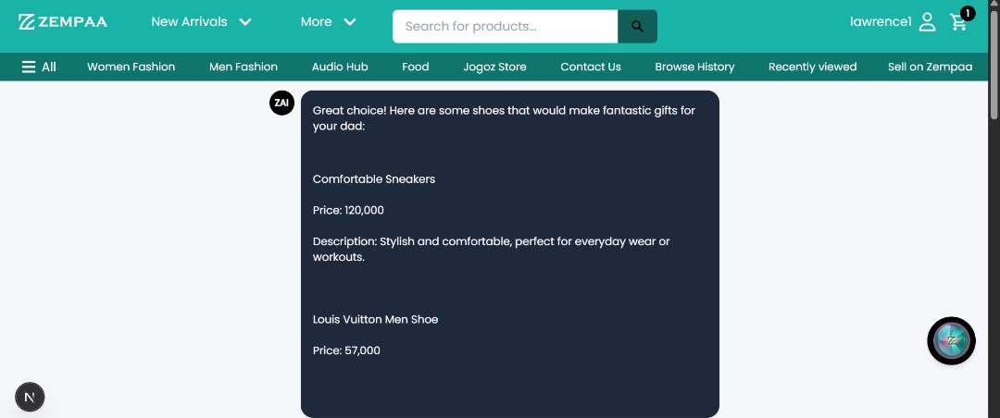 ZEMPAA
New Arrivals
More
Search for products...
lawrence1
1
All
Women Fashion
Men Fashion
Audio Hub
Food
Jogoz Store
Contact Us
Browse History
Recently viewed
Sell on Zempaa
ZAI
Great choice! Here are some shoes that would make fantastic gifts for
your dad:
Comfortable Sneakers
Price: 120,000
Description: Stylish and comfortable, perfect for everyday wear or
workouts.
Louis Vuitton Men Shoe
Price: 57,000
Z
N